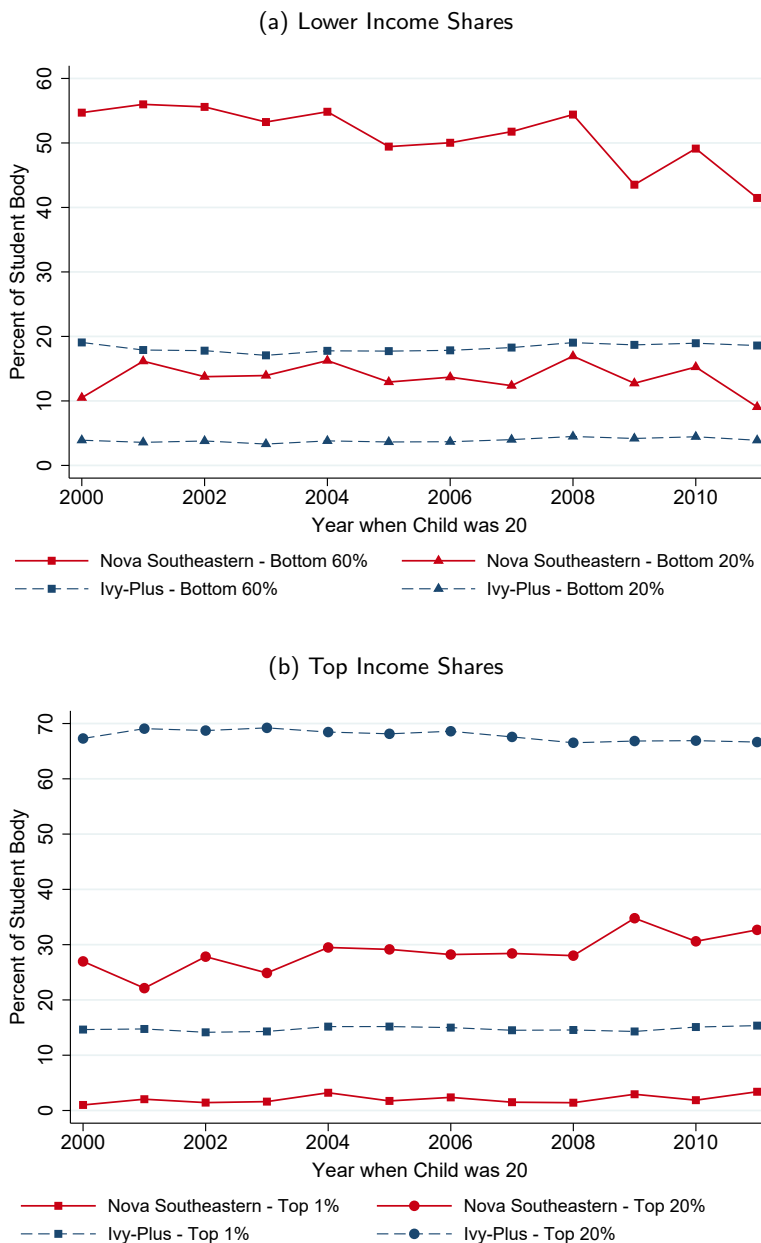 (a) Lower Income Shares
60
50
40
30
20
10
0
Percent of Student Body
2000 2002 2004 2006 2008 2010
Year when Child was 20
Nova Southeastern - Bottom 60% Nova Southeastern - Bottom 20%
Ivy-Plus - Bottom 60% Ivy-Plus - Bottom 20%
(b) Top Income Shares
70
60
50
40
30
20
10
0
Percent of Student Body
2000 2002 2004 2006 2008 2010
Year when Child was 20
Nova Southeastern - Top 1% Nova Southeastern - Top 20%
Ivy-Plus - Top 1% Ivy-Plus - Top 20%